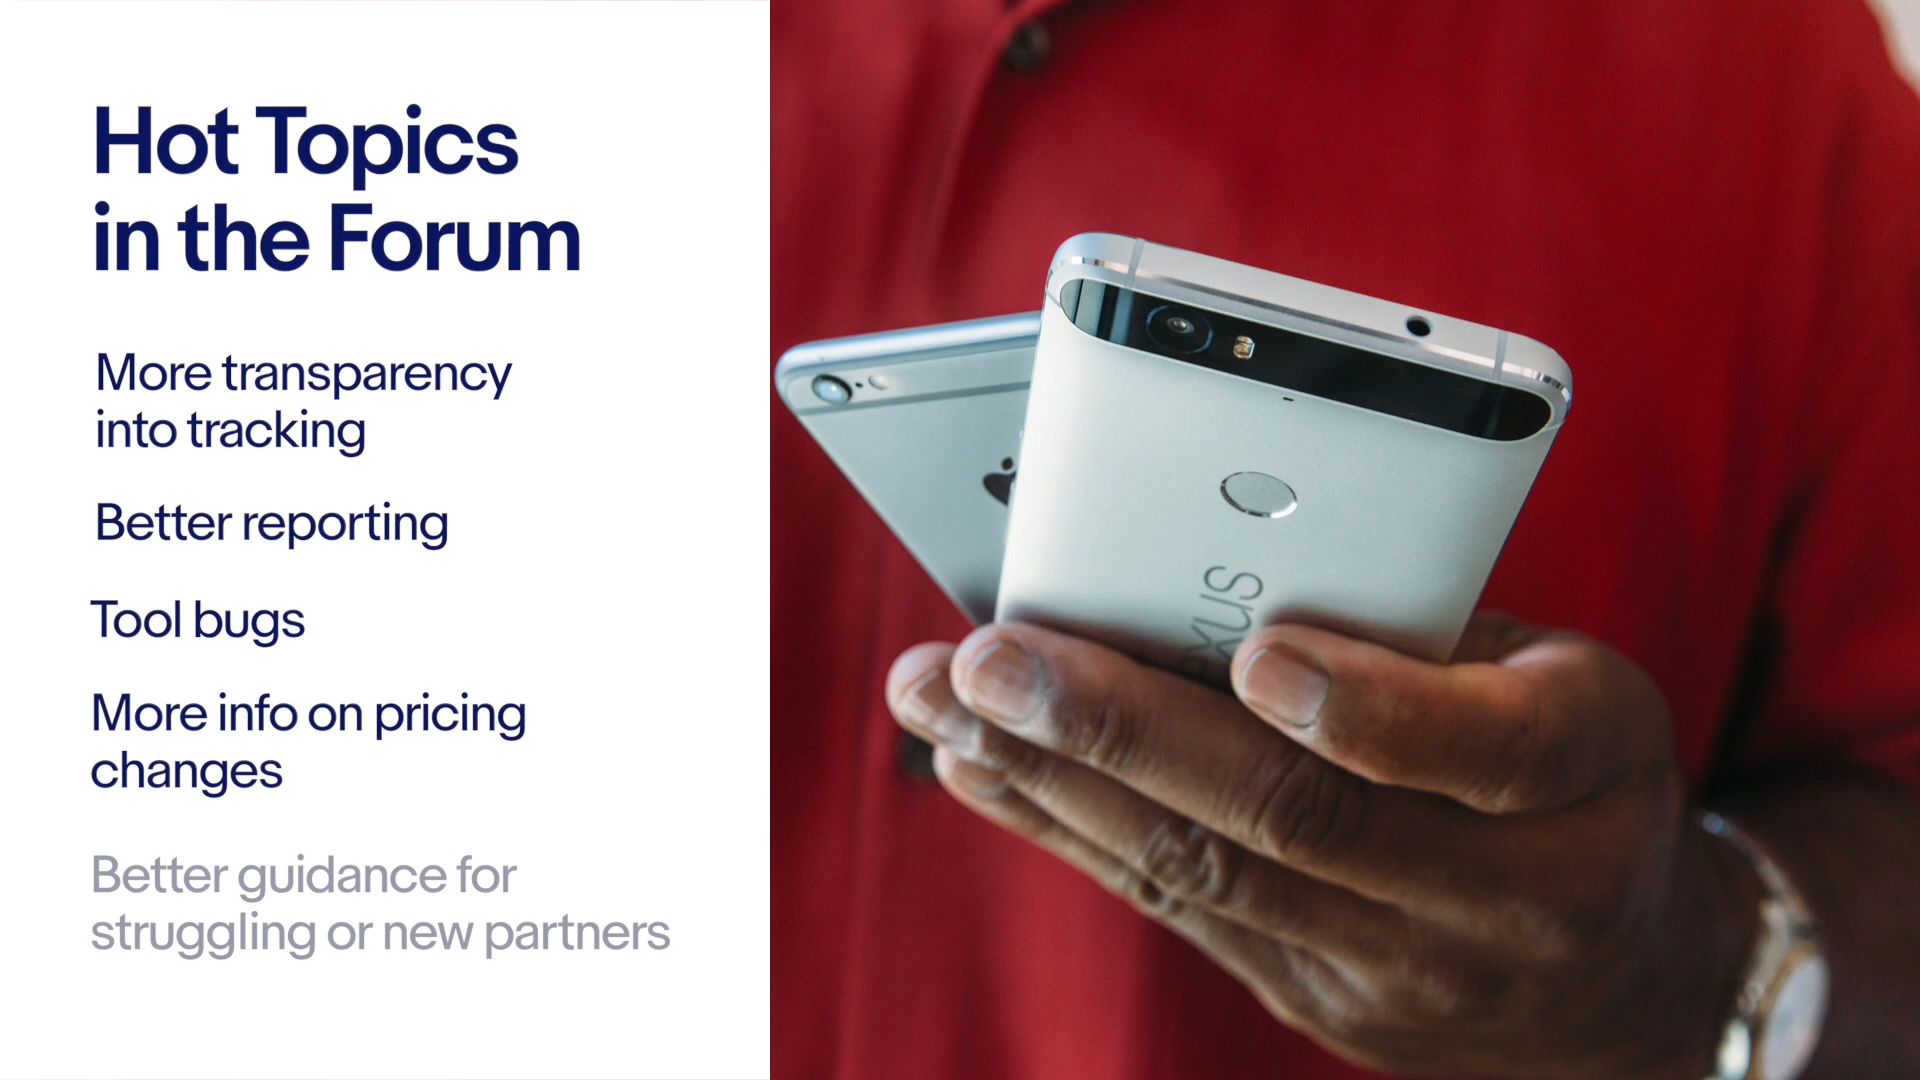 Hot Topics
in the Forum
More transparency
into tracking
Better reporting
Tool bugs
More info on pricing
changes
Better guidance for
struggling or new partners